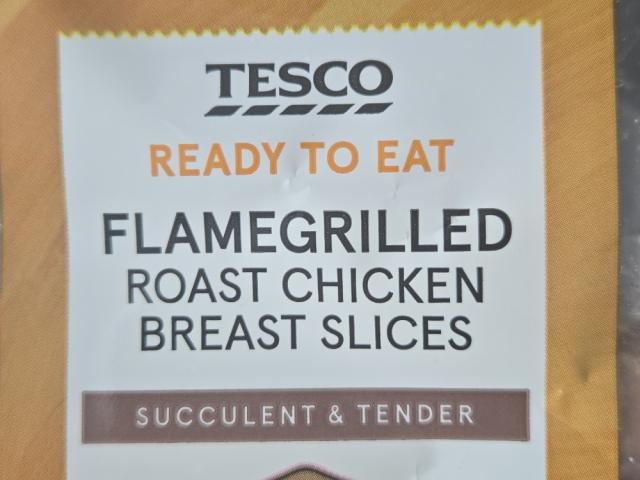 TESCO
READY TO EAT
FLAMEGRILLED
ROAST CHICKEN
BREAST SLICES
SUCCULENT & TENDER